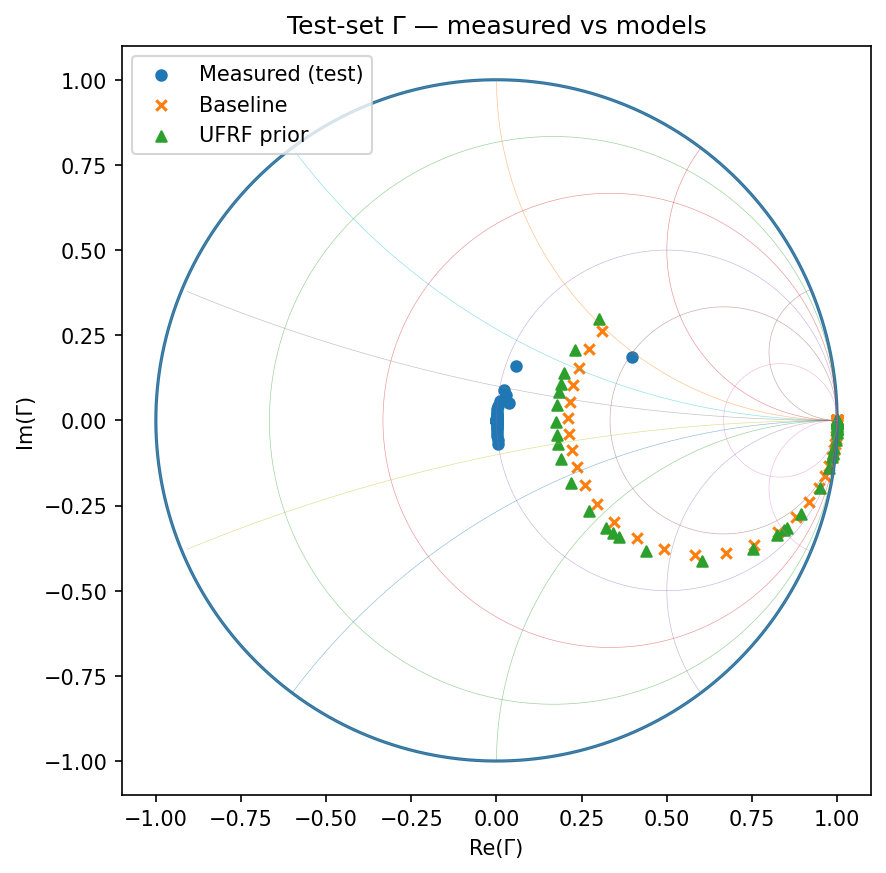 Test-set Γ — measured vs models
Measured (test)
Baseline
UFRF prior
1.00
0.75
0.50
0.25
0.00
−0.25
−0.50
−0.75
−1.00
Im(Γ)
−1.00 −0.75 −0.50 −0.25 0.00 0.25 0.50 0.75 1.00
Re(Γ)